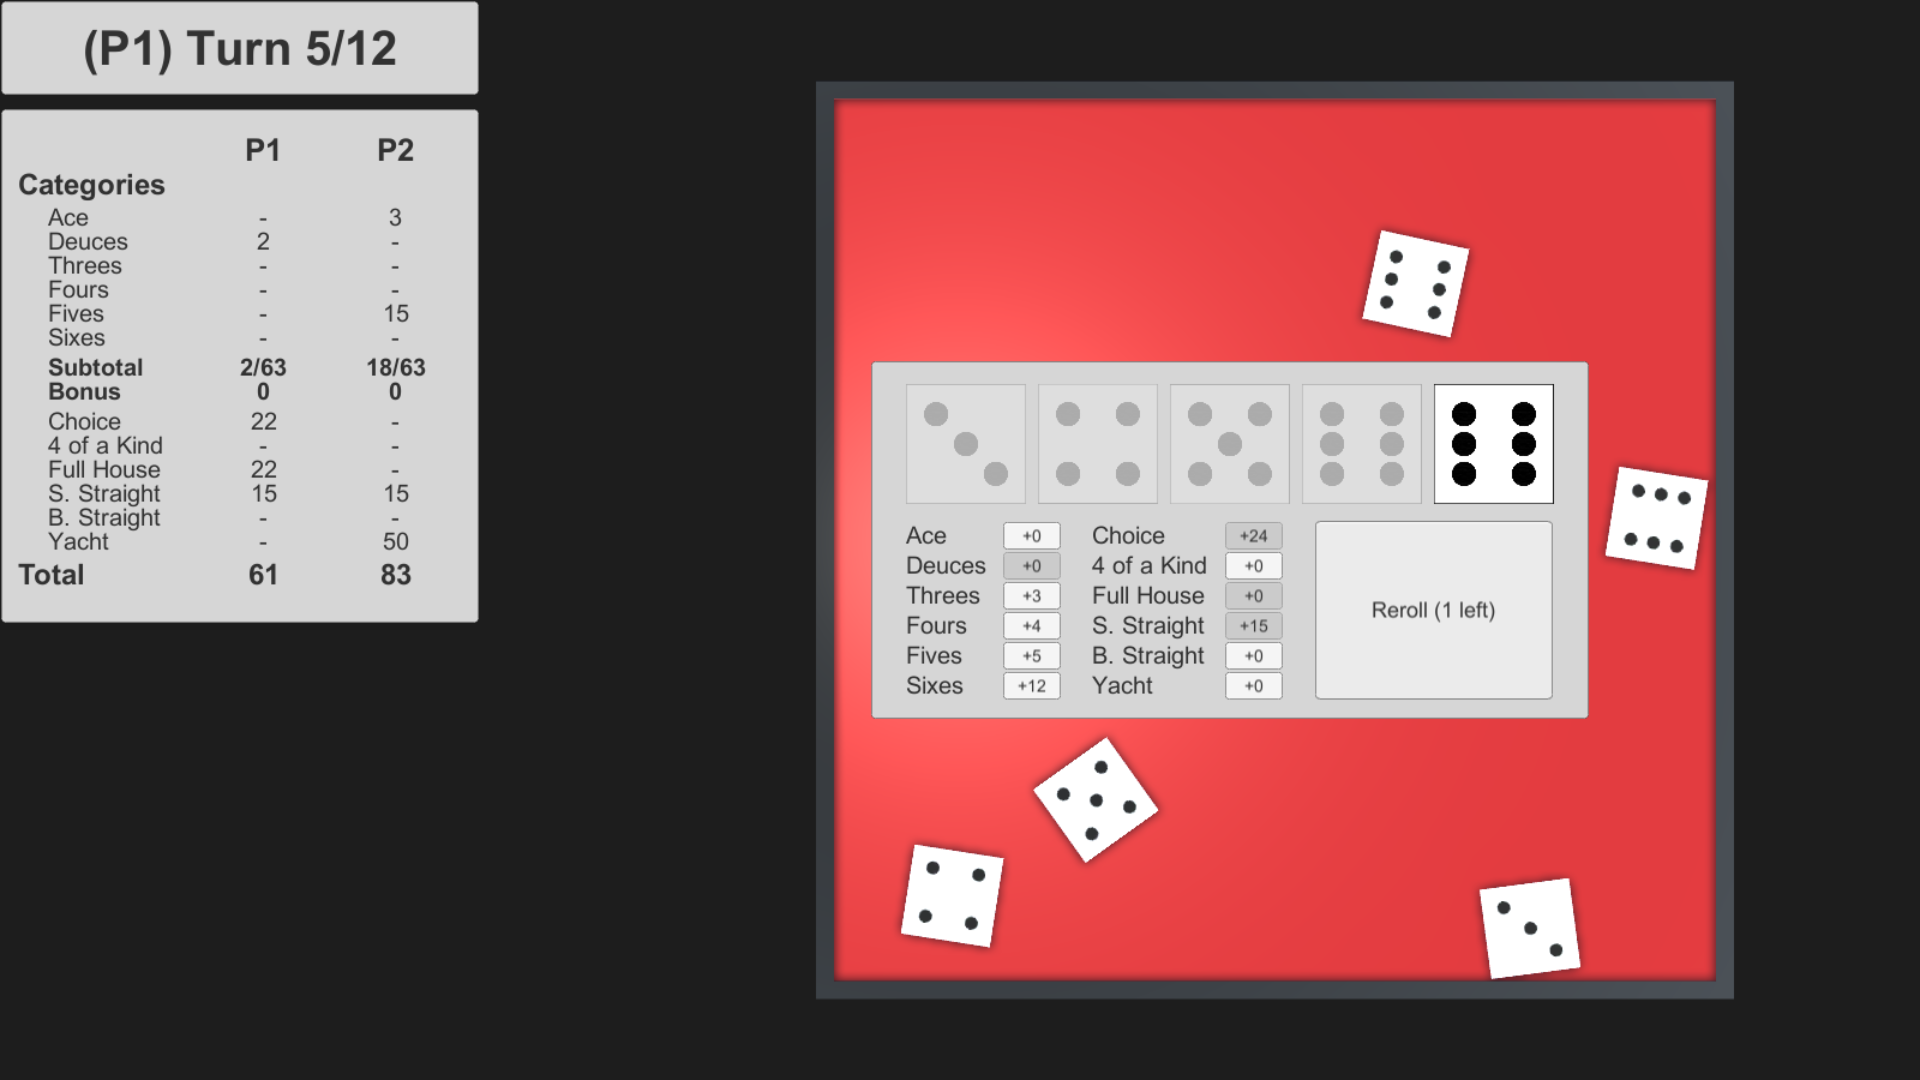 (P1) Turn 5/12
P1 P2
Categories
Ace - 3
Deuces 2 -
Threes - -
Fours - -
Fives - 15
Sixes - -
Subtotal 2/63 18/63
Bonus 0 0
Choice 22 -
4 of a Kind - -
Full House 22 -
S. Straight 15 15
B. Straight - -
Yacht - 50
Total 61 83
Ace +0 Choice +24
Deuces +0 4 of a Kind +0
Threes +3 Full House +0
Fours +4 S. Straight +15
Fives +5 B. Straight +0
Sixes +12 Yacht +0
Reroll (1 left)